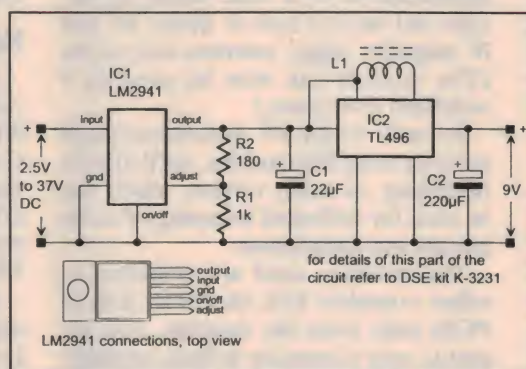 IC1
LM2941
input
output
gnd
adjust
on/off
+
2.5V
to 37V
DC
R2
180
R1
1k
+
C1
22µF
L1
IC2
TL496
+
C2
220µF
+
9V
for details of this part of the
circuit refer to DSE kit K-3231
output
input
gnd
on/off
adjust
LM2941 connections, top view